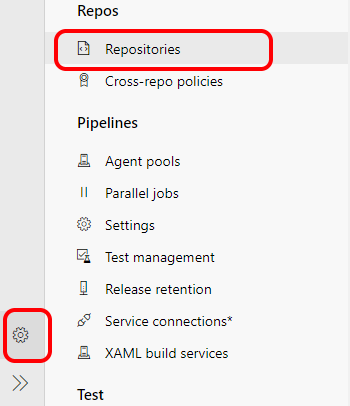 Repos
Repositories
Cross-repo policies
Pipelines
Agent pools
Parallel jobs
Settings
Test management
Release retention
Service connections*
XAML build services
Test